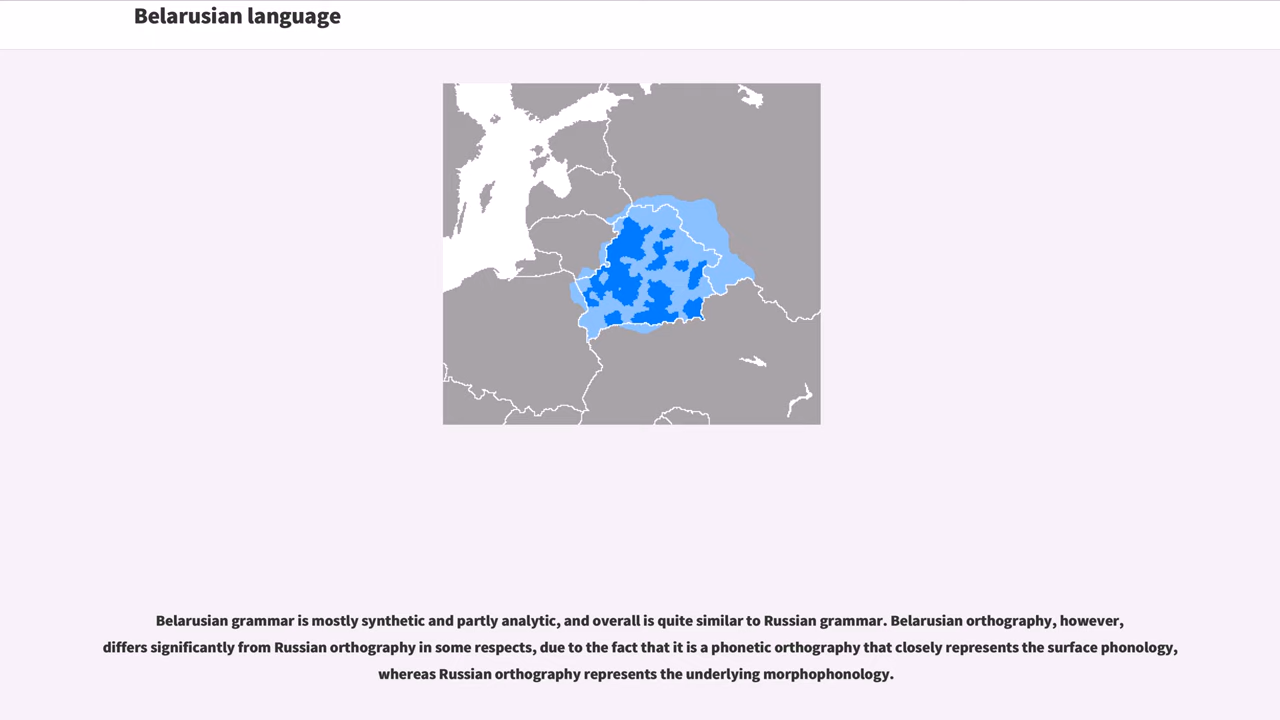 Belarusian language
Belarusian grammar is mostly synthetic and partly analytic, and overall is quite similar to Russian grammar. Belarusian orthography, however,
differs significantly from Russian orthography in some respects, due to the fact that it is a phonetic orthography that closely represents the surface phonology,
whereas Russian orthography represents the underlying morphophonology.